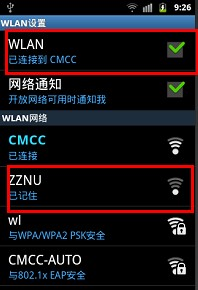 9:26
WLAN设置
WLAN
已连接到 CMCC
网络通知
开放网络可用时通知我
WLAN网络
CMCC
已连接
ZZNU
已记住
wl
与WPA/WPA2 PSK安全
CMCC-AUTO
与802.1x EAP安全